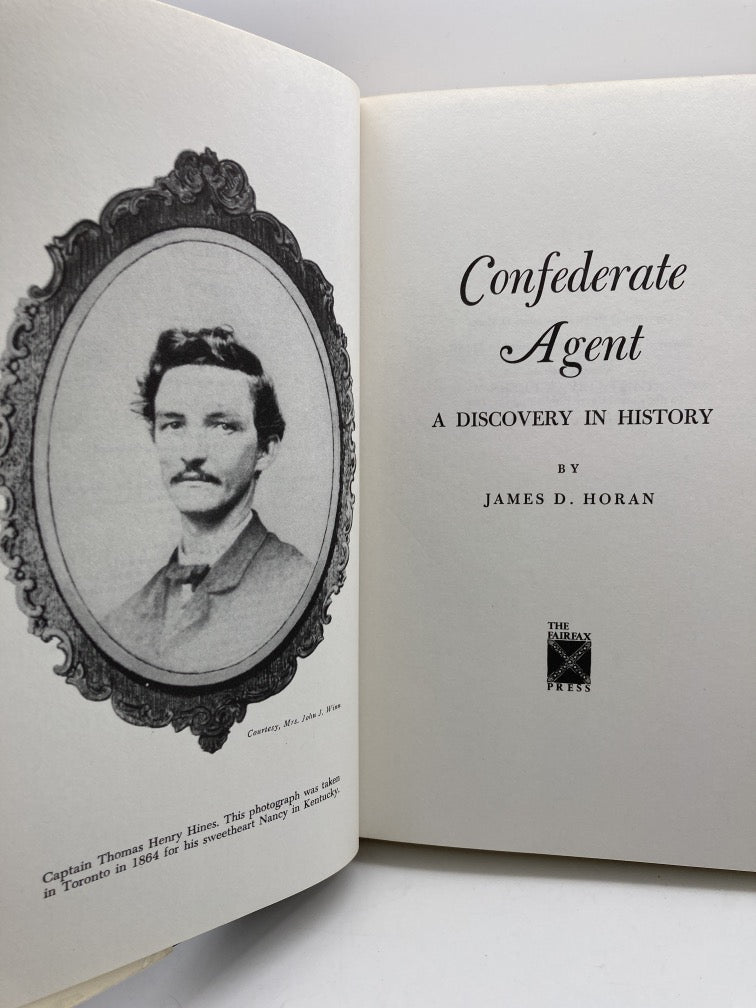 Courtesy, Mrs. John J. Winn
Captain Thomas Henry Hines. This photograph was taken
in Toronto in 1864 for his sweetheart Nancy in Kentucky.
Confederate
Agent
A DISCOVERY IN HISTORY
BY
JAMES D. HORAN
THE
FAIRFAX
PRESS